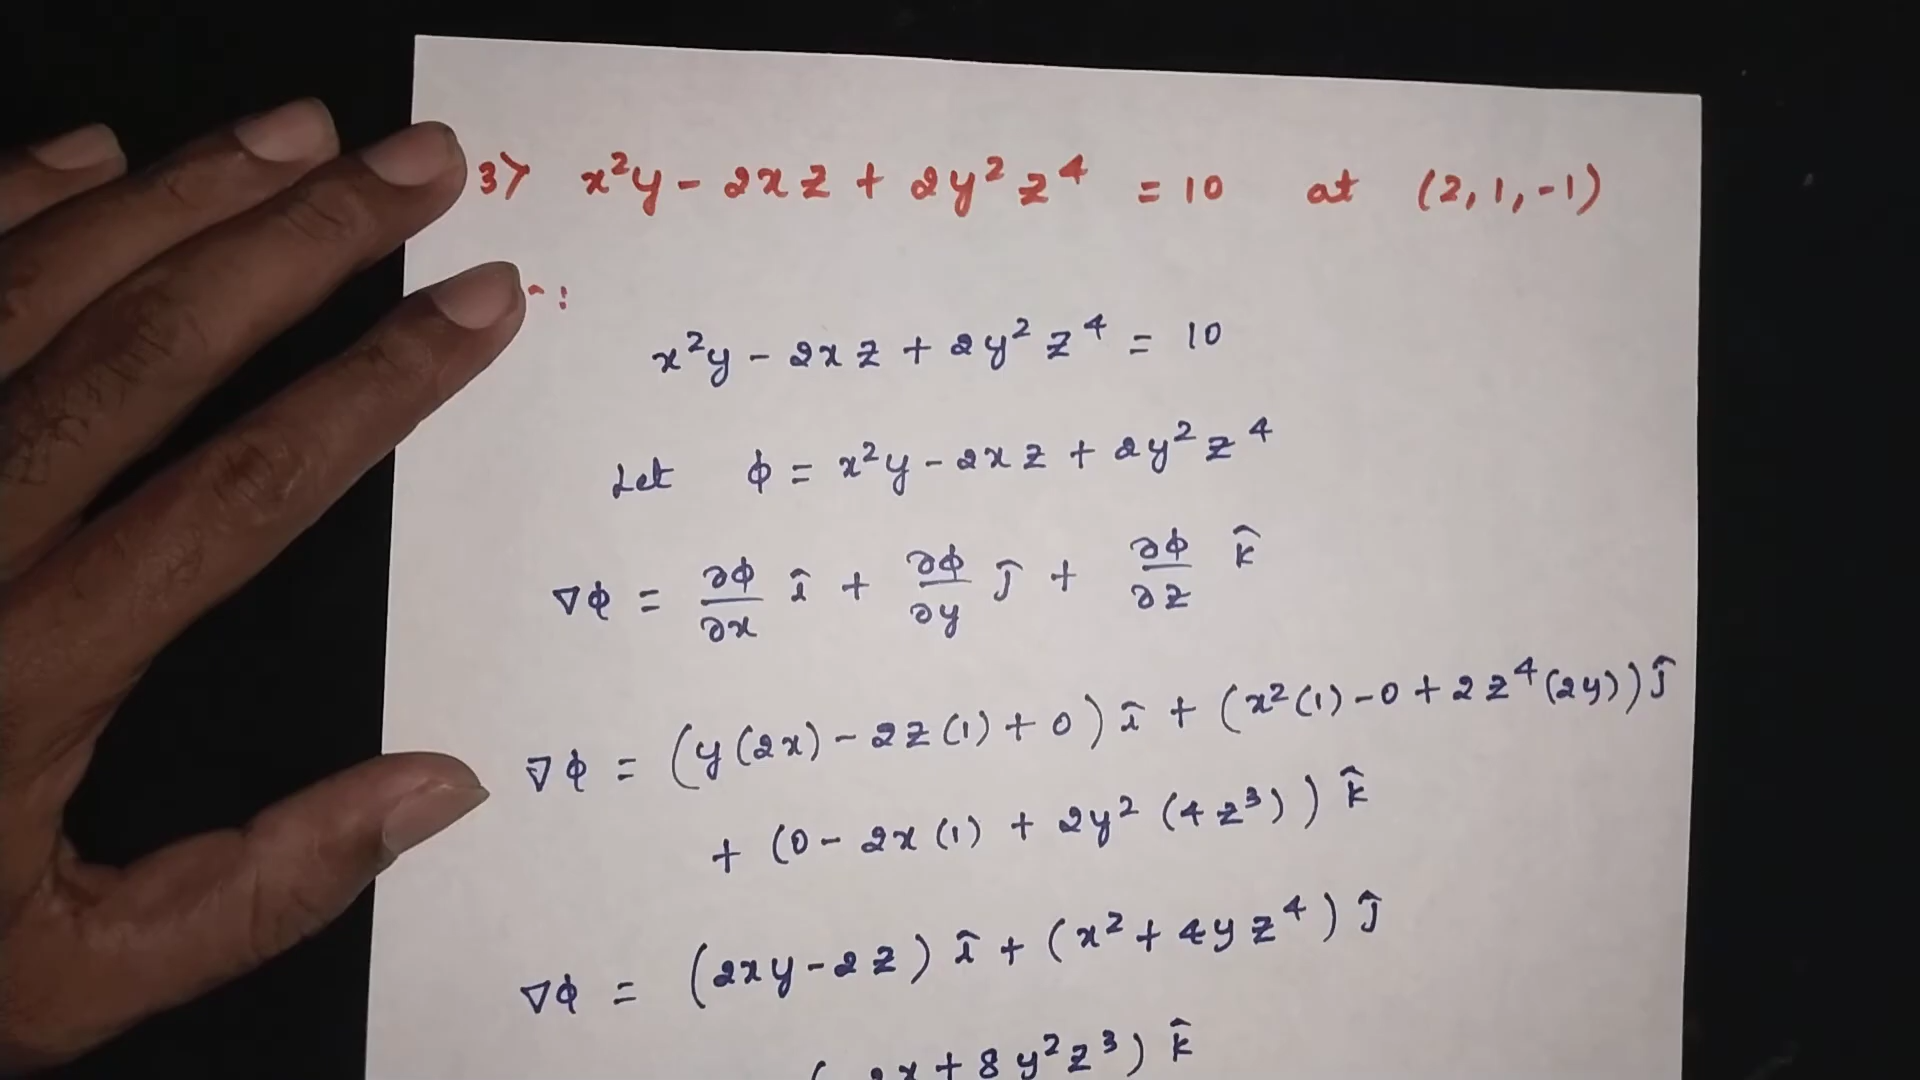 3) x²y - 2xz + 2y²z⁴ = 10 at (2, 1, -1)
:
x²y - 2xz + 2y²z⁴ = 10
Let ϕ = x²y - 2xz + 2y²z⁴
∇ϕ = ∂ϕ/∂x î + ∂ϕ/∂y ĵ + ∂ϕ/∂z k̂
∇ϕ = (y(2x) - 2z(1) + 0) î + (x²(1) - 0 + 2z⁴(2y)) ĵ
+ (0 - 2x(1) + 2y²(4z³)) k̂
∇ϕ = (2xy - 2z) î + (x² + 4yz⁴) ĵ
( 2x + 8y²z³) k̂